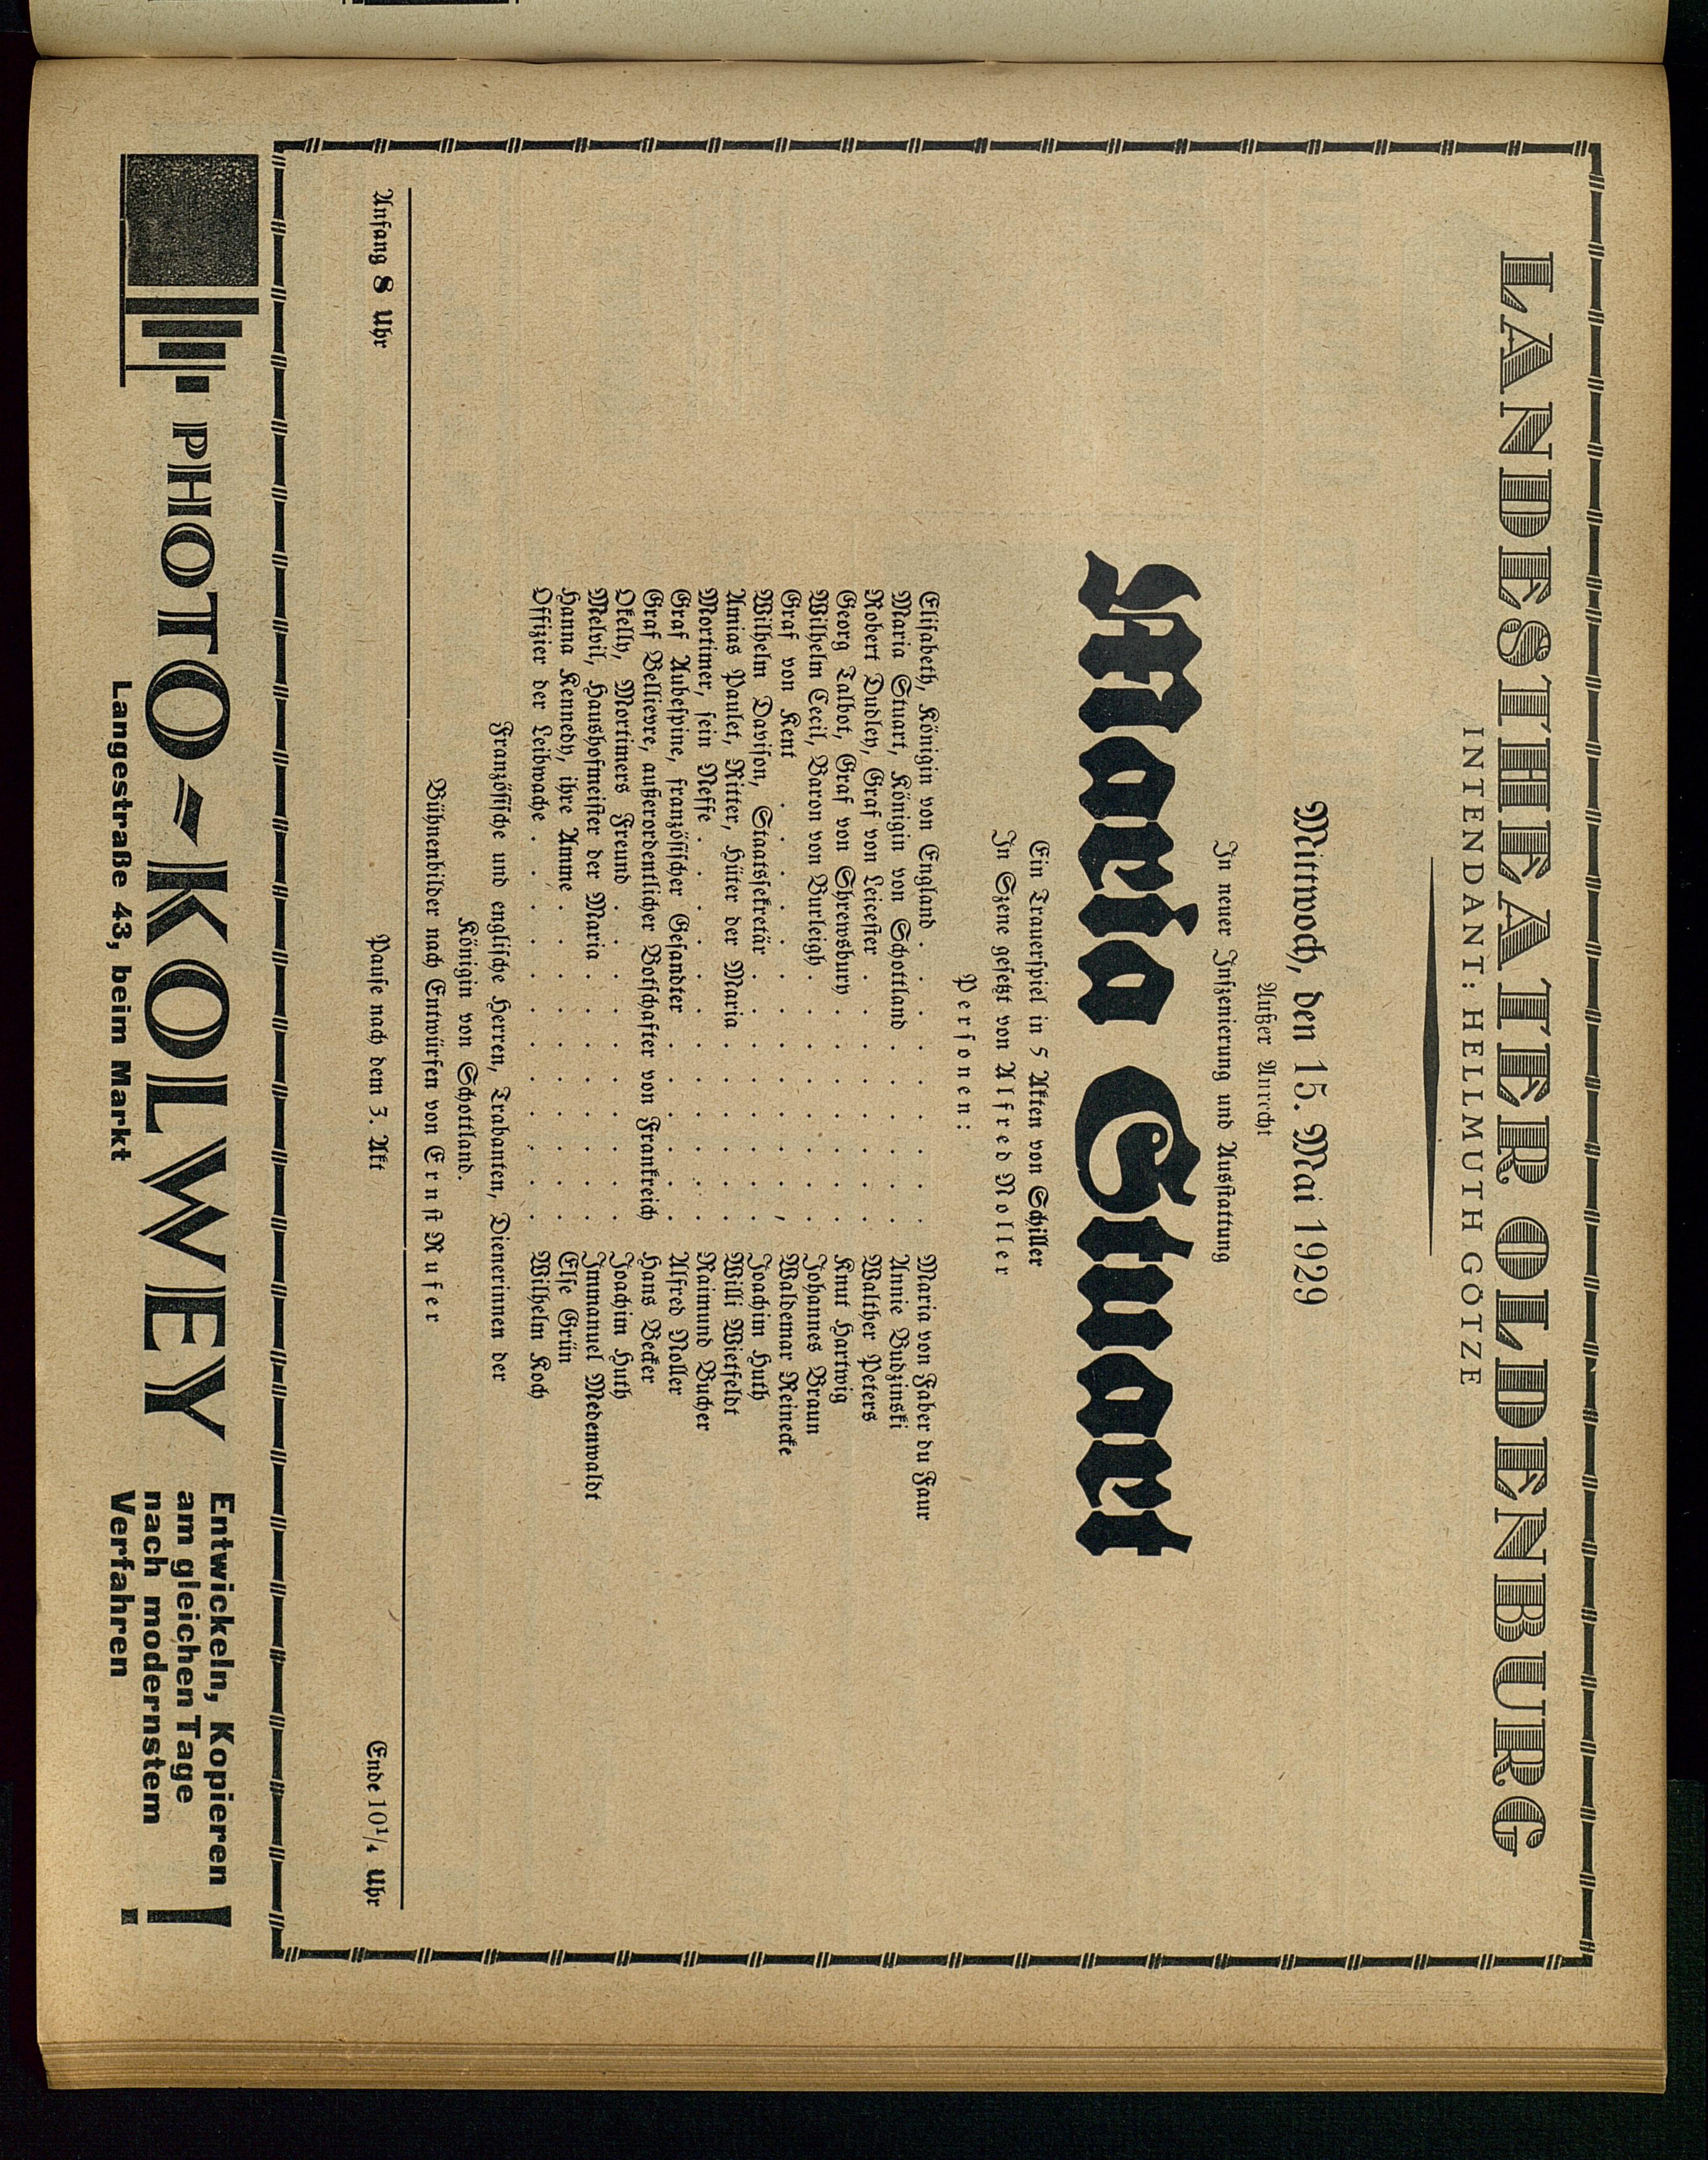 LANDESTHEATER OLDENBURG
INTENDANT: HELLMUTH GÖTZE
Mittwoch, den 15. Mai 1929
Außer Anrecht
In neuer Inszenierung und Ausstattung
Maria Stuart
Ein Trauerspiel in 5 Akten von Schiller
In Szene gesetzt von Alfred Noller
Personen:
Elisabeth, Königin von England . . . . . . . . . Maria von Faber du Faur
Maria Stuart, Königin von Schottland . . . . . . Annie Budzinski
Robert Dudley, Graf von Leicester . . . . . . . . Walther Peters
Georg Talbot, Graf von Shrewsbury . . . . . . . Knut Hartwig
Wilhelm Cecil, Baron von Burleigh . . . . . . . . Johannes Braun
Graf von Kent . . . . . . . . . . . . , Waldemar Reinecke
Wilhelm Davison, Staatssekretär . . . . . . . . Joachim Huth
Amias Paulet, Ritter, Hüter der Maria . . . . . . Willi Wietfeldt
Mortimer, sein Neffe . . . . . . . . . . . . Raimund Bucher
Graf Aubespine, französischer Gesandter . . . . . . Alfred Noller
Graf Bellievre, außerordentlicher Botschafter von Frankreich Hans Becker
Okelly, Mortimers Freund . . . . . . . . . . Joachim Huth
Melvil, Haushofmeister der Maria . . . . . . . . Immanuel Medenwaldt
Hanna Kennedy, ihre Amme . . . . . . . . . . Else Grün
Offizier der Leibwache . . . . . . . . . . . . Wilhelm Koch
Französische und englische Herren, Trabanten, Dienerinnen der
Königin von Schottland.
Bühnenbilder nach Entwürfen von Ernst Rufer
Anfang 8 Uhr Pause nach dem 3. Akt Ende 10¹/₄ Uhr
PHOTO-KOLWEY
Langestraße 43, beim Markt
Entwickeln, Kopieren
am gleichen Tage
nach modernstem
Verfahren !